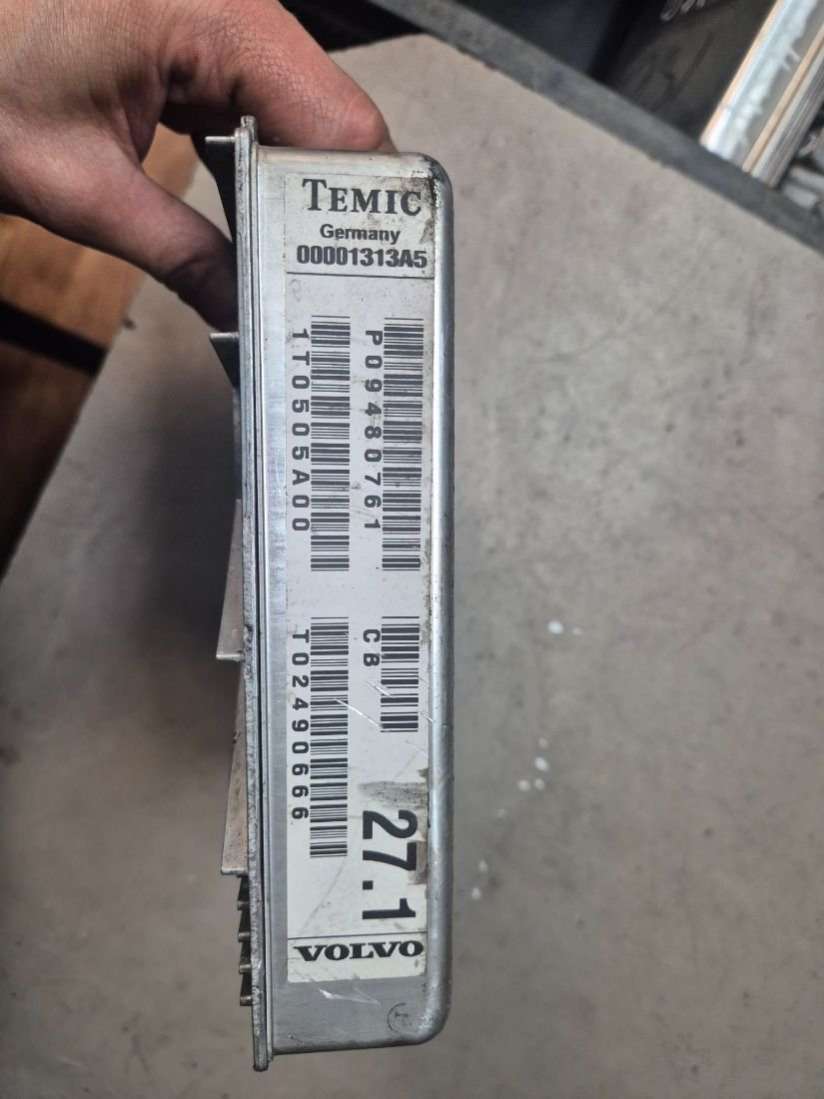 TEMIC
Germany
00001313A5
P09480761
1T0505A00
CB
T02490666
27.1
VOLVO